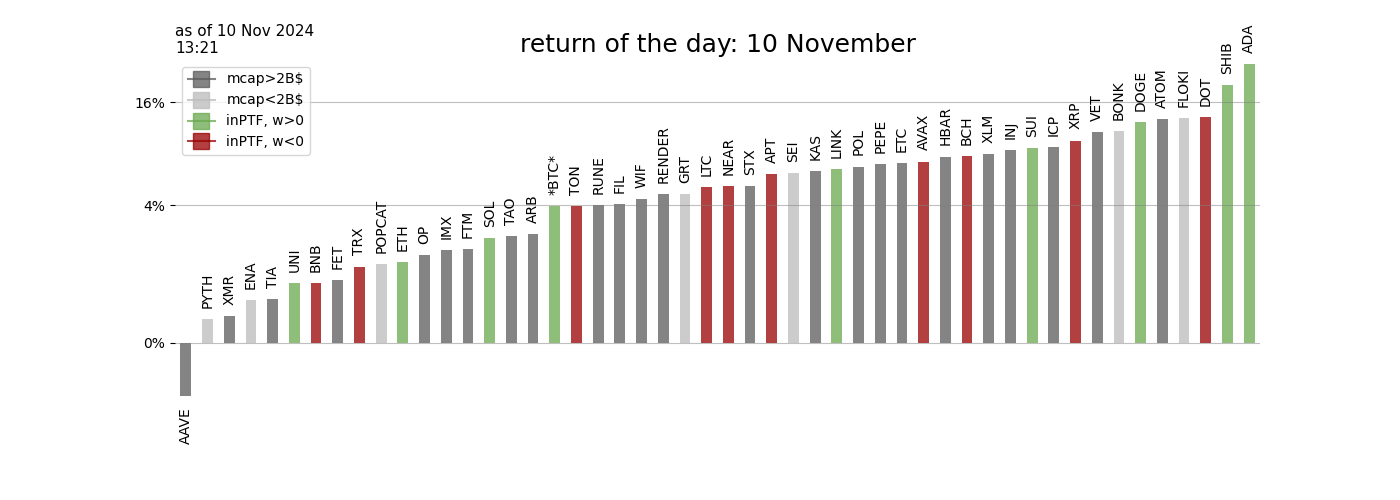 as of 10 Nov 2024
13:21
return of the day: 10 November
mcap>2B$
mcap<2B$
inPTF, w>0
inPTF, w<0
16%
4%
0%
AAVE
PYTH
XMR
ENA
TIA
UNI
BNB
FET
TRX
POPCAT
ETH
OP
IMX
FTM
SOL
TAO
ARB
*BTC*
TON
RUNE
FIL
WIF
RENDER
GRT
LTC
NEAR
STX
APT
SEI
KAS
LINK
POL
PEPE
ETC
AVAX
HBAR
BCH
XLM
INJ
SUI
ICP
XRP
VET
BONK
DOGE
ATOM
FLOKI
DOT
SHIB
ADA